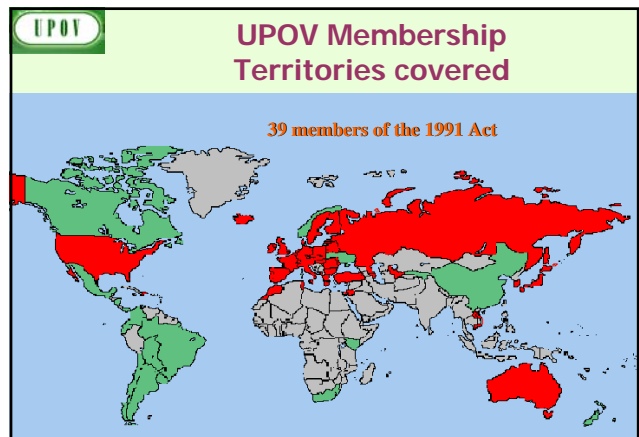 UPOV
UPOV Membership
Territories covered
39 members of the 1991 Act